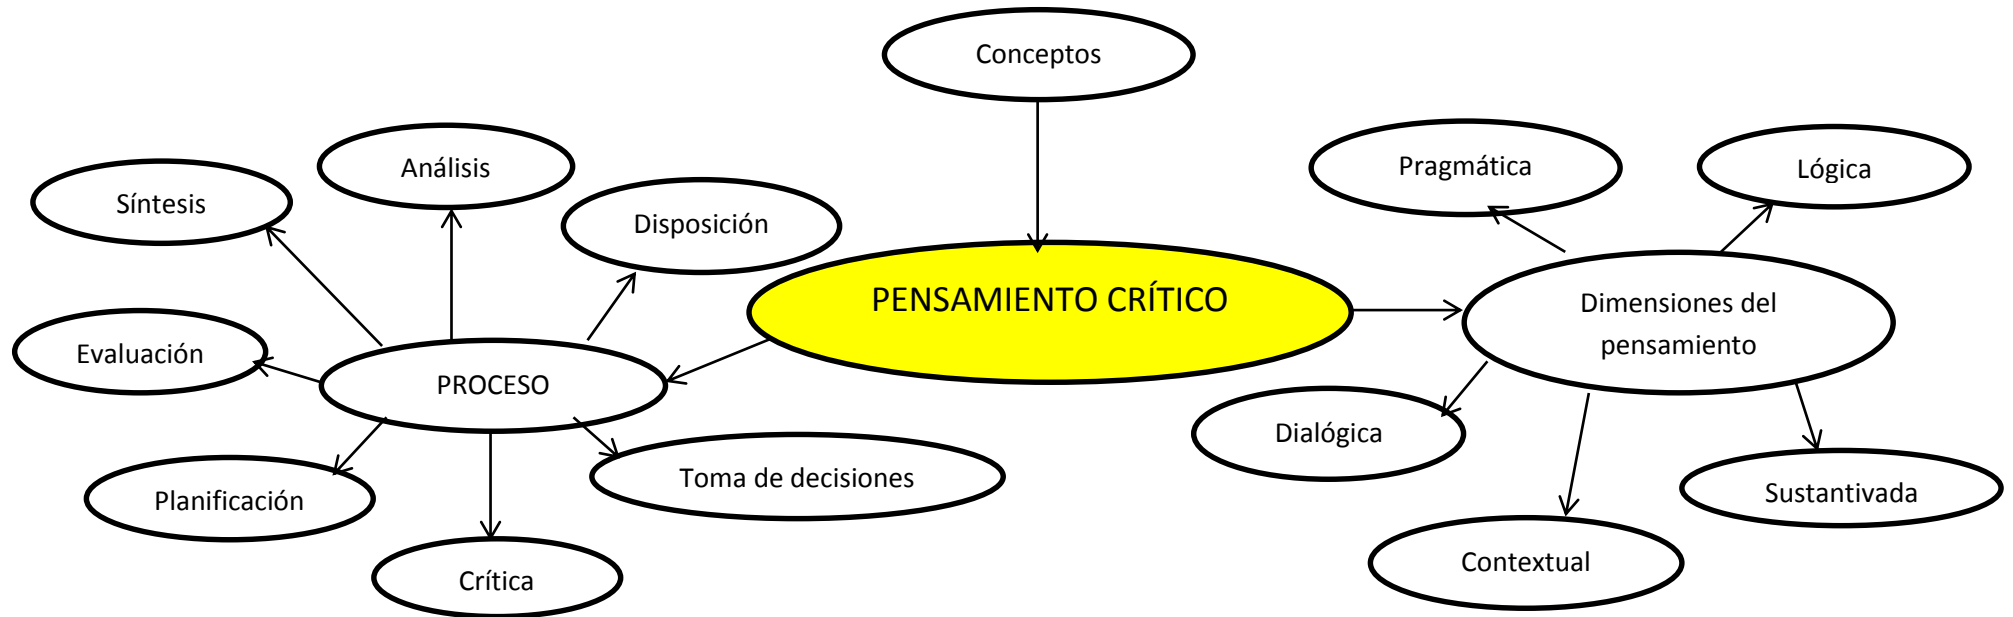 Conceptos
Análisis
Pragmática
Lógica
Síntesis
Disposición
PENSAMIENTO CRÍTICO
Dimensiones del
pensamiento
Evaluación
PROCESO
Dialógica
Toma de decisiones
Sustantivada
Planificación
Contextual
Crítica